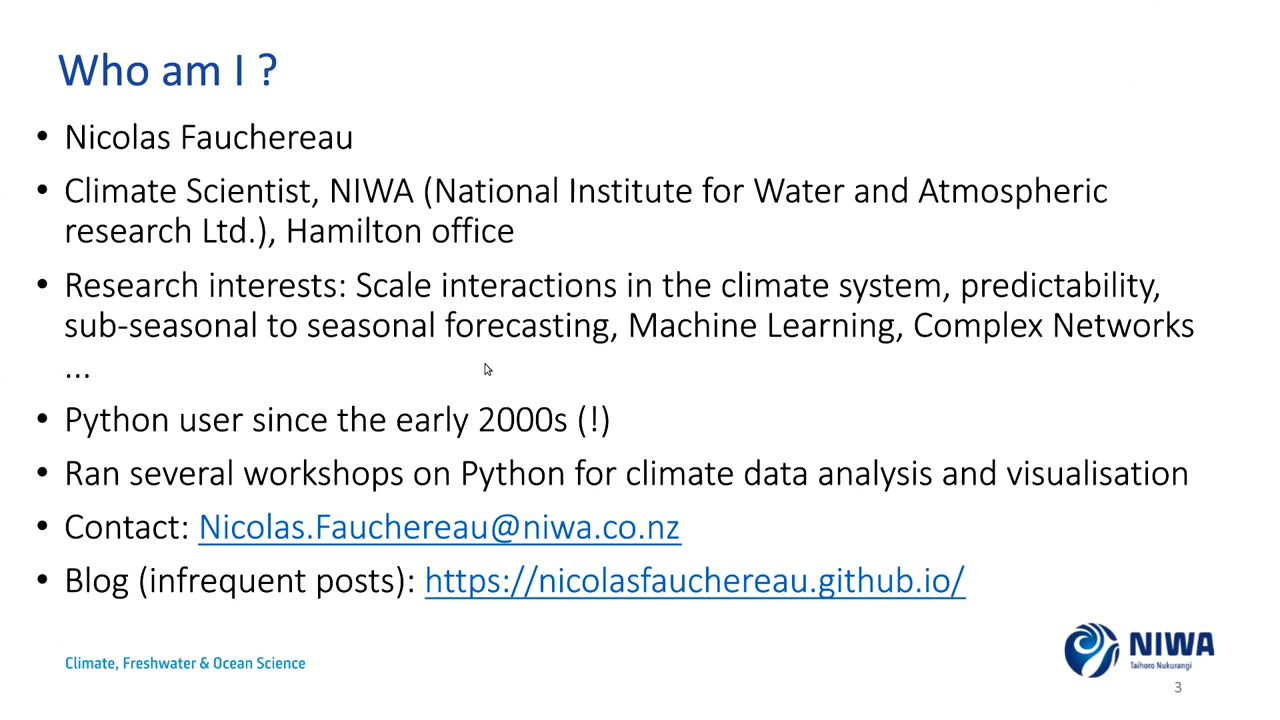 Who am I ?
• Nicolas Fauchereau
• Climate Scientist, NIWA (National Institute for Water and Atmospheric
research Ltd.), Hamilton office
• Research interests: Scale interactions in the climate system, predictability,
sub-seasonal to seasonal forecasting, Machine Learning, Complex Networks
...
• Python user since the early 2000s (!)
• Ran several workshops on Python for climate data analysis and visualisation
• Contact: Nicolas.Fauchereau@niwa.co.nz
• Blog (infrequent posts): https://nicolasfauchereau.github.io/
Climate, Freshwater & Ocean Science
NIWA
Taihoro Nukurangi
3